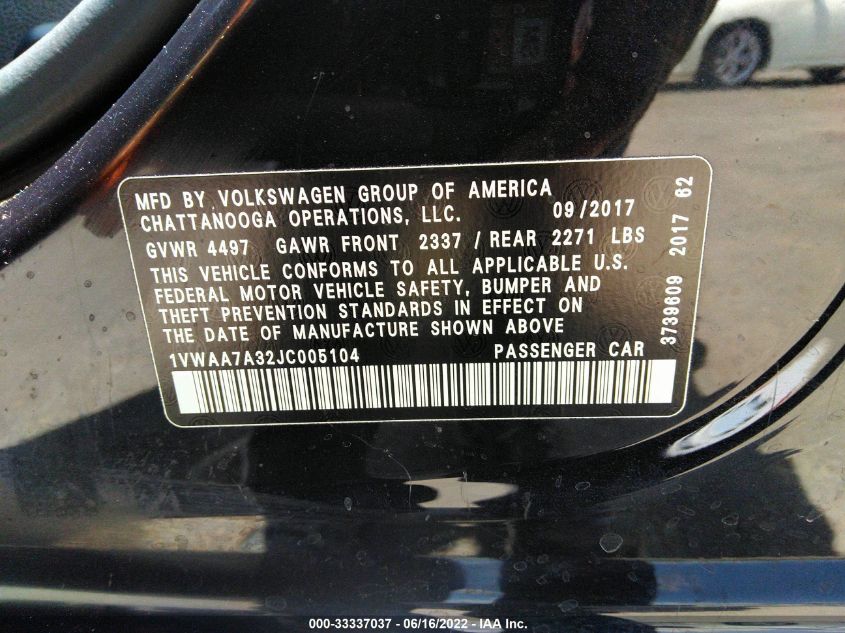 MFD BY VOLKSWAGEN GROUP OF AMERICA
CHATTANOOGA OPERATIONS, LLC. 09/2017
GVWR 4497 GAWR FRONT 2337 / REAR 2271 LBS
THIS VEHICLE CONFORMS TO ALL APPLICABLE U.S.
FEDERAL MOTOR VEHICLE SAFETY, BUMPER AND
THEFT PREVENTION STANDARDS IN EFFECT ON
THE DATE OF MANUFACTURE SHOWN ABOVE
1VWAA7A32JC005104 PASSENGER CAR
3739609 2017 62
000-33337037 - 06/16/2022 - IAA Inc.